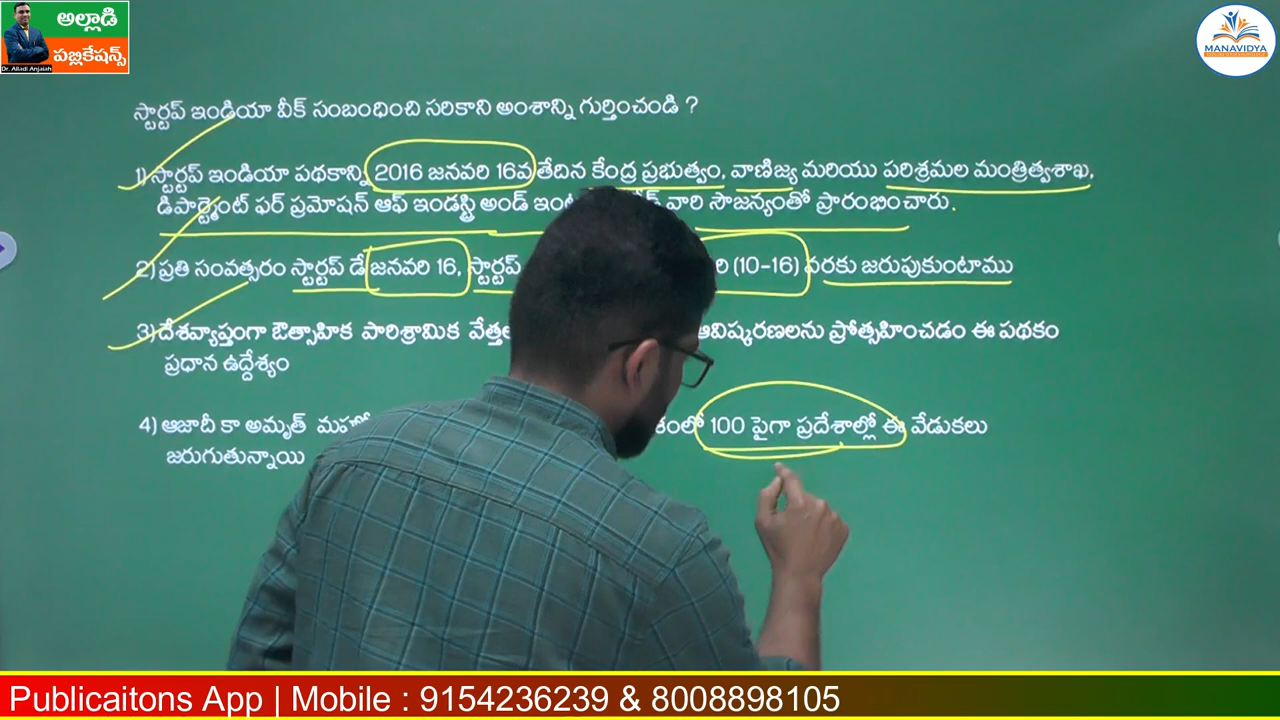 అల్లాడి
పబ్లికేషన్స్
Dr. Alladi Anjaiah
MANAVIDYA
స్టార్టప్ ఇండియా వీక్ సంబంధించి సరికాని అంశాన్ని గుర్తించండి ?
1) స్టార్టప్ ఇండియా పథకాన్ని 2016 జనవరి 16వ తేదిన కేంద్ర ప్రభుత్వం, వాణిజ్య మరియు పరిశ్రమల మంత్రిత్వశాఖ,
డిపార్ట్మెంట్ ఫర్ ప్రమోషన్ ఆఫ్ ఇండస్ట్రి అండ్ వారి సౌజన్యంతో ప్రారంభించారు.
2) ప్రతి సంవత్సరం స్టార్టప్ డే జనవరి 16, స్టార్టప్ (10-16) వరకు జరుపుకుంటాము
3) దేశవ్యాప్తంగా ఔత్సాహిక పారిశ్రామిక ఆవిష్కరణలను ప్రోత్సహించడం ఈ పథకం
ప్రధాన ఉద్దేశ్యం
4) ఆజాదీ కా అమృత్ 100 పైగా ప్రదేశాల్లో ఈ వేడుకలు
జరుగుతున్నాయి
Publicaitons App | Mobile : 9154236239 & 8008898105